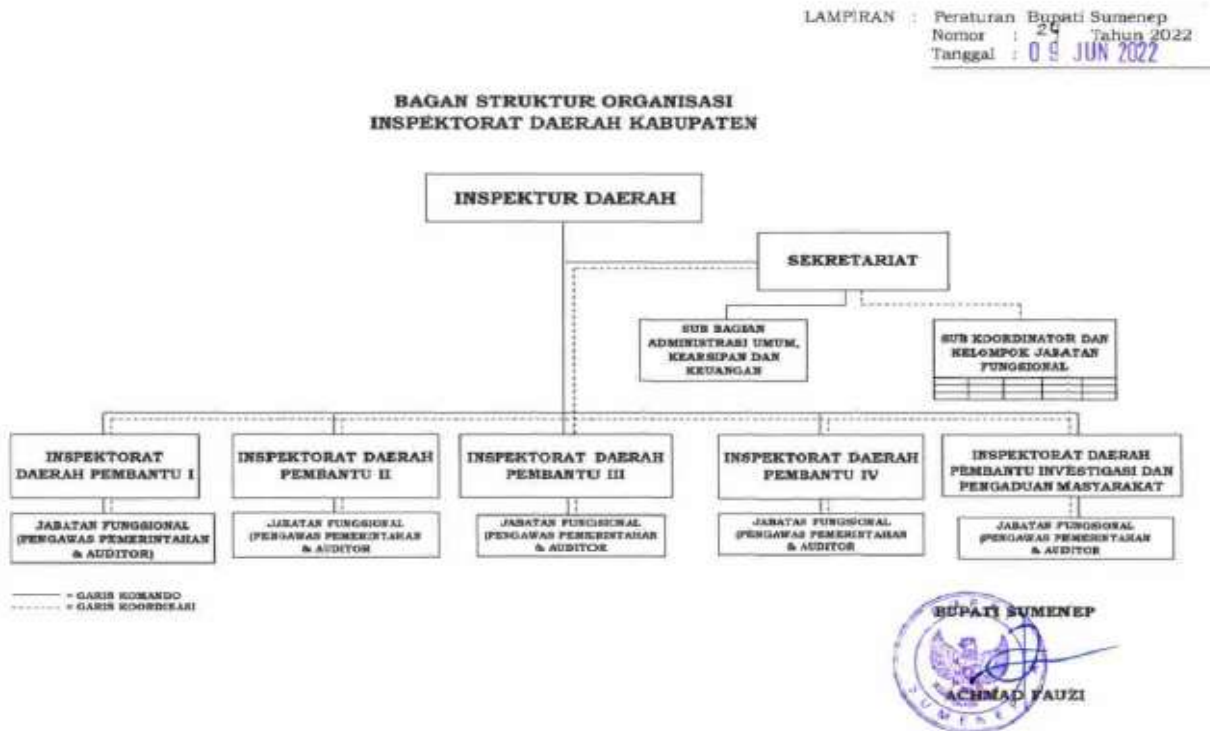 LAMPIRAN : Peraturan Bupati Sumenep
Nomor : Tahun 2022
Tanggal : 09 JUN 2022
BAGAN STRUKTUR ORGANISASI
INSPEKTORAT DAERAH KABUPATEN
INSPEKTUR DAERAH
SEKRETARIAT
SUB BAGIAN
ADMINISTRASI UMUM,
KEARSIPAN DAN
KEUANGAN
SUB KOORDINATOR DAN
KELOMPOK JABATAN
FUNGSIONAL
INSPEKTORAT
DAERAH PEMBANTU I
INSPEKTORAT DAERAH
PEMBANTU II
INSPEKTORAT DAERAH
PEMBANTU III
INSPEKTORAT DAERAH
PEMBANTU IV
INSPEKTORAT DAERAH
PEMBANTU INVESTIGASI DAN
PENGADUAN MASYARAKAT
JABATAN FUNGSIONAL
(PENGAWAS PEMERINTAHAN
& AUDITOR)
JABATAN FUNGSIONAL
(PENGAWAS PEMERINTAHAN
& AUDITOR
JABATAN FUNGSIONAL
(PENGAWAS PEMERINTAHAN
& AUDITOR
JABATAN FUNGSIONAL
(PENGAWAS PEMERINTAHAN
& AUDITOR
JABATAN FUNGSIONAL
(PENGAWAS PEMERINTAHAN
& AUDITOR
= GARIS KOMANDO
= GARIS KOORDINASI
BUPATI SUMENEP
ACHMAD FAUZI
SUMENEP